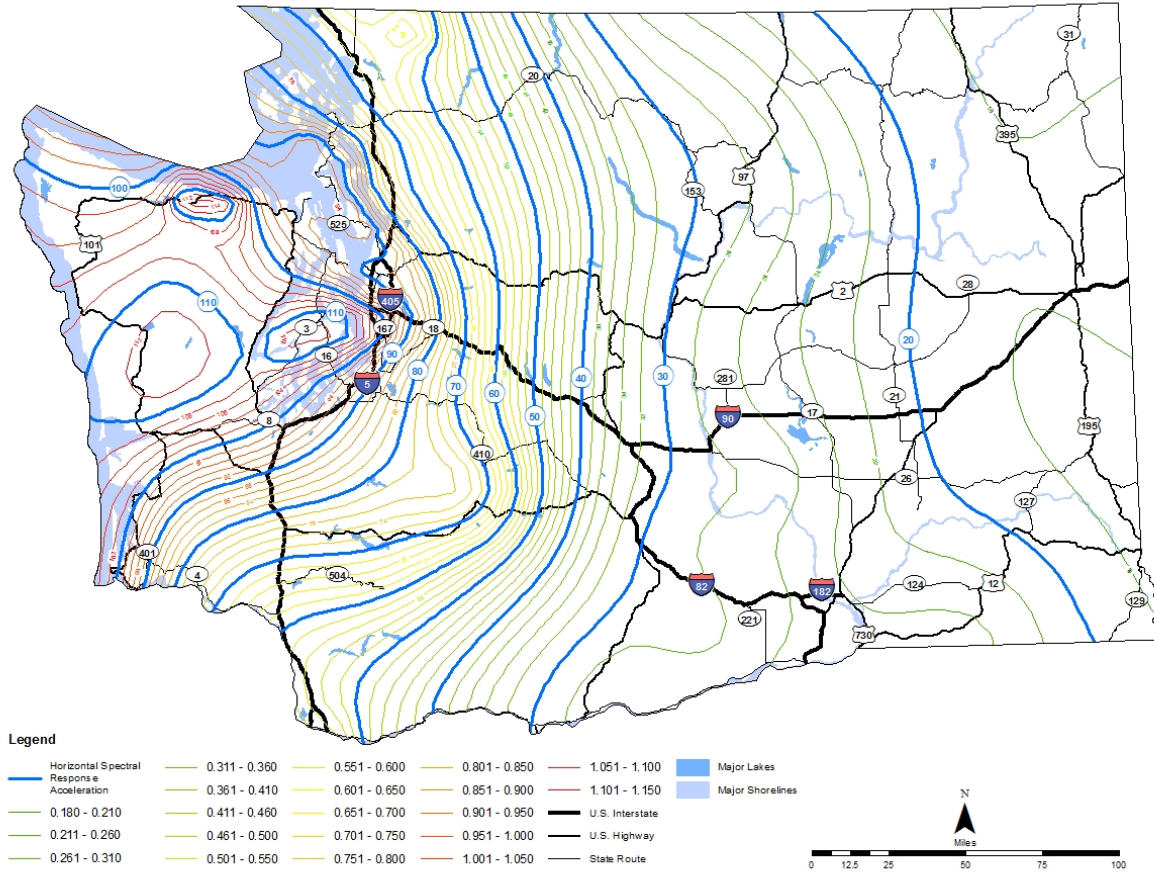 31
20
395
97
153
100
101
525
405
110
110
3
167
18
16
90
80
5
70
60
50
40
30
281
90
17
2
28
20
21
195
8
410
26
127
401
4
504
82
182
124
12
129
221
730
Legend
Horizontal Spectral
Response
Acceleration
0.180 - 0.210
0.211 - 0.260
0.261 - 0.310
0.311 - 0.360
0.361 - 0.410
0.411 - 0.460
0.461 - 0.500
0.501 - 0.550
0.551 - 0.600
0.601 - 0.650
0.651 - 0.700
0.701 - 0.750
0.751 - 0.800
0.801 - 0.850
0.851 - 0.900
0.901 - 0.950
0.951 - 1.000
1.001 - 1.050
1.051 - 1.100
1.101 - 1.150
U.S. Interstate
U.S. Highway
State Route
Major Lakes
Major Shorelines
N
Miles
0 12.5 25 50 75 100